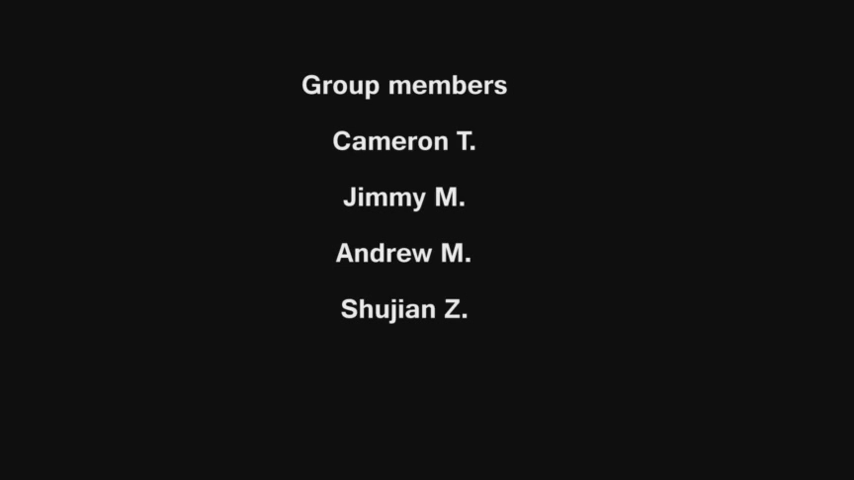 Group members
Cameron T.
Jimmy M.
Andrew M.
Shujian Z.